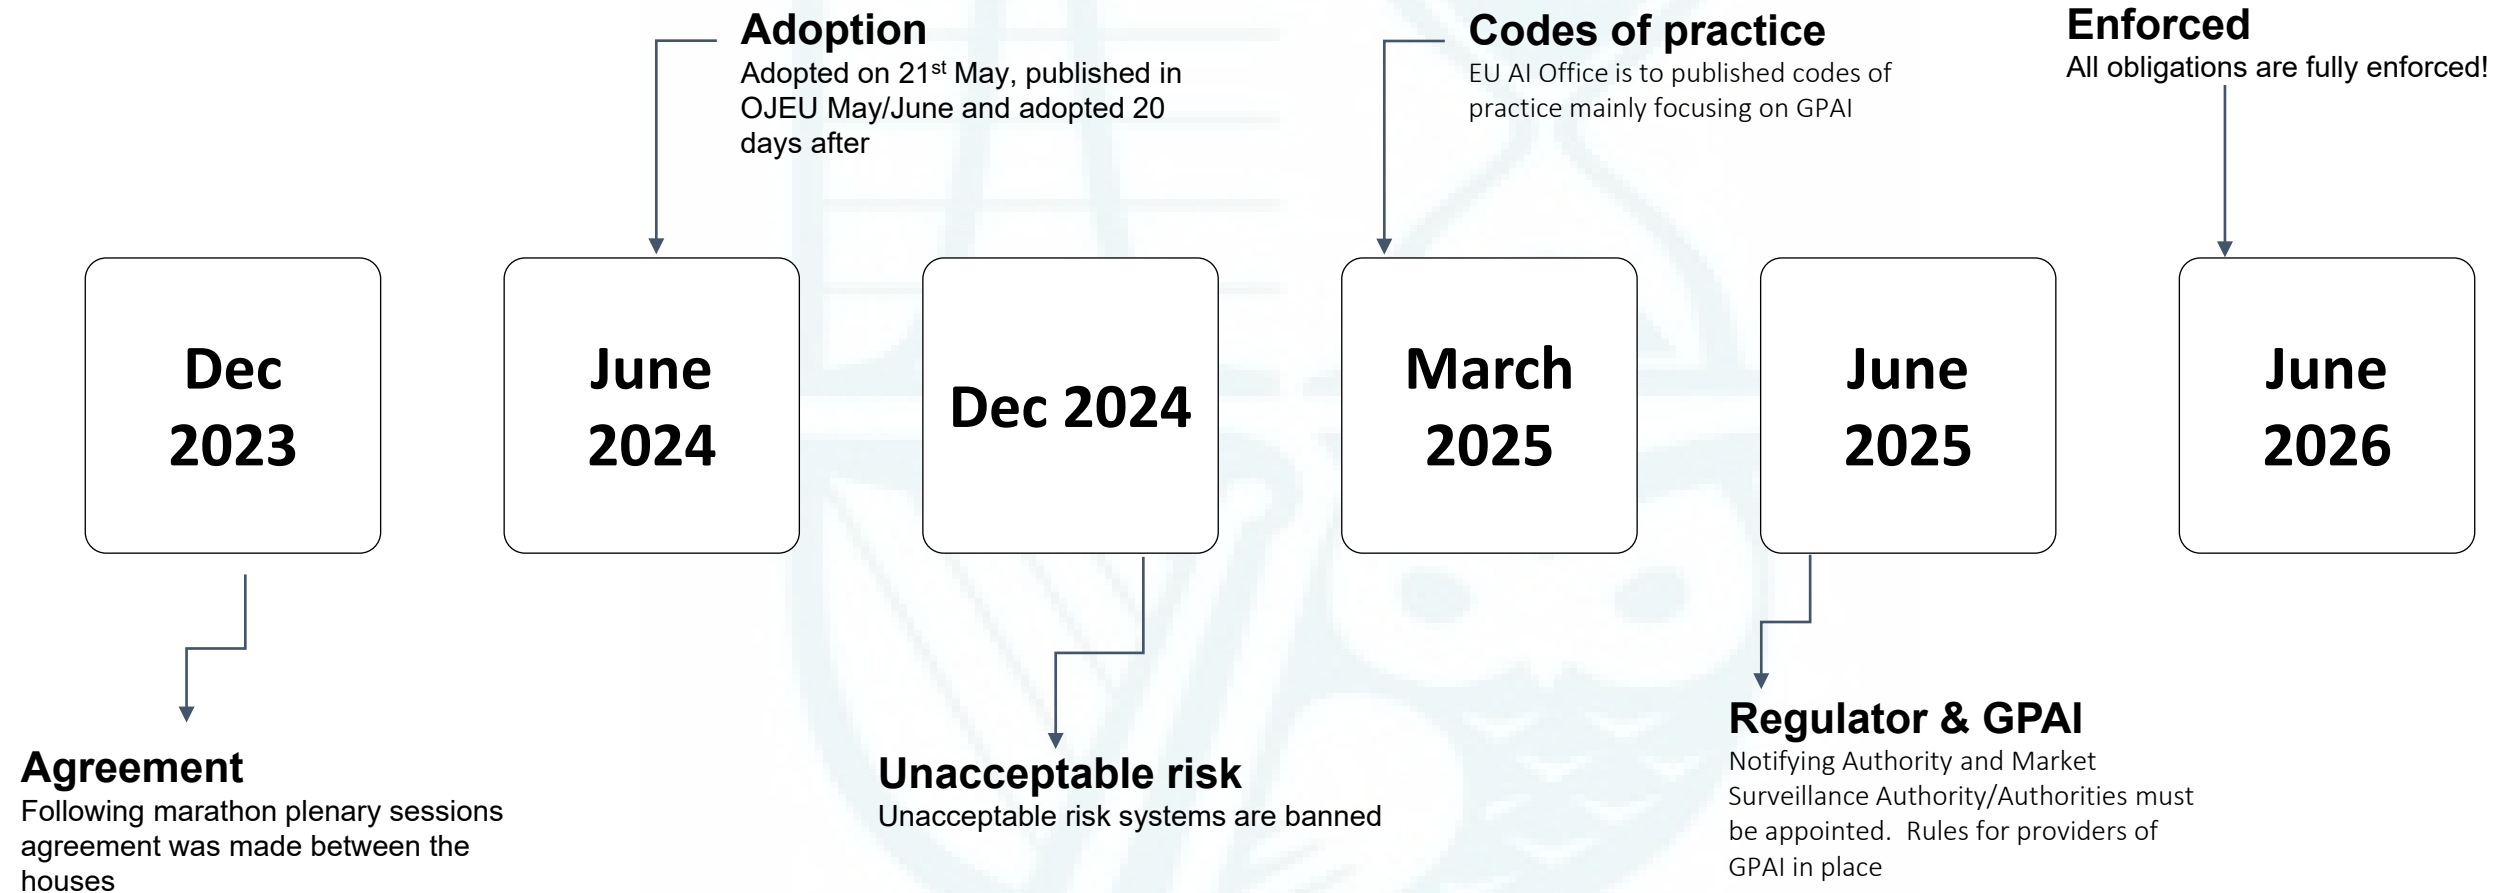 Adoption
Adopted on 21st May, published in
OJEU May/June and adopted 20
days after
Codes of practice
EU AI Office is to published codes of
practice mainly focusing on GPAI
Enforced
All obligations are fully enforced!
Dec
2023
June
2024
Dec 2024
March
2025
June
2025
June
2026
Agreement
Following marathon plenary sessions
agreement was made between the
houses
Unacceptable risk
Unacceptable risk systems are banned
Regulator & GPAI
Notifying Authority and Market
Surveillance Authority/Authorities must
be appointed.  Rules for providers of
GPAI in place